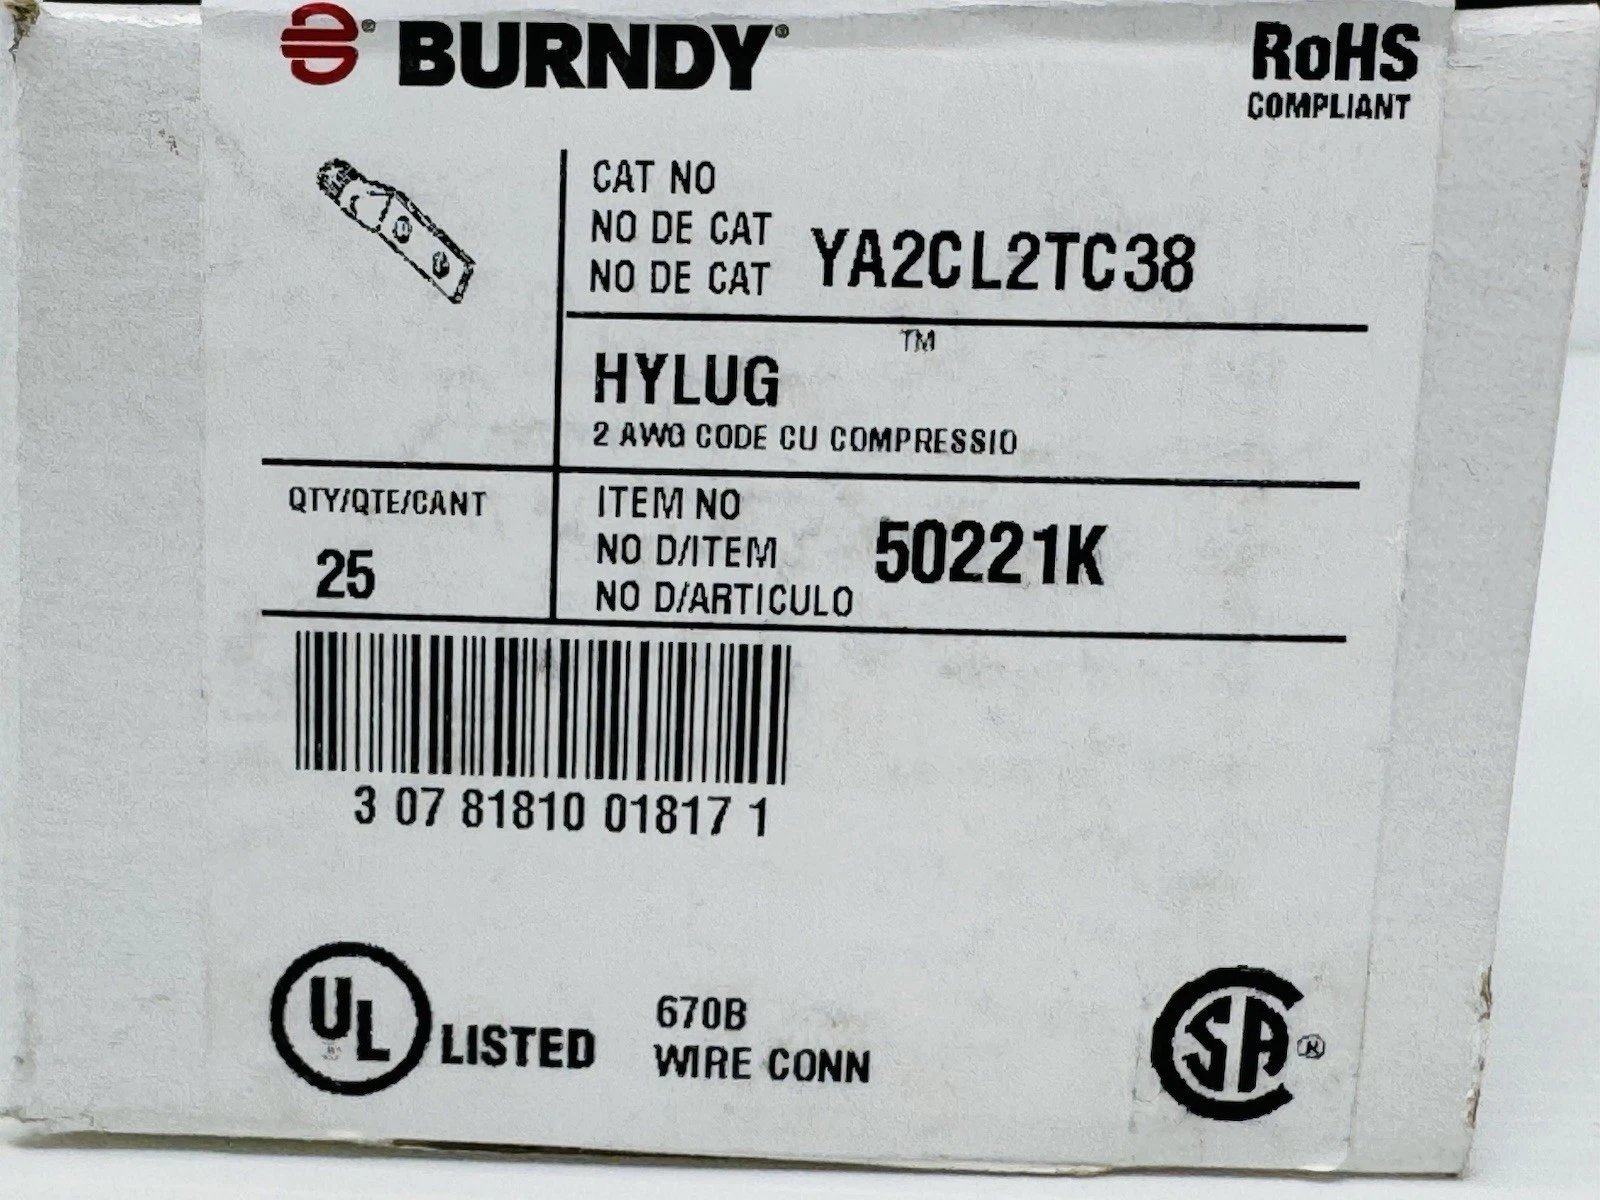 BURNDY®
RoHS
COMPLIANT
CAT NO
NO DE CAT
NO DE CAT
YA2CL2TC38
HYLUG™
2 AWG CODE CU COMPRESSIO
QTY/QTE/CANT
25
ITEM NO
NO D/ITEM
NO D/ARTICULO
50221K
3 07 81810 01817 1
UL LISTED
670B
WIRE CONN
SA®